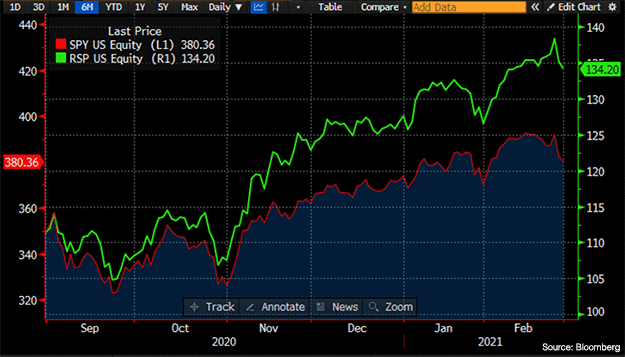 1D 3D 1M 6M YTD 1Y 5Y Max Daily ▼ Table Compare Add Data « Edit Chart
Last Price
SPY US Equity (L1) 380.36
RSP US Equity (R1) 134.20
440
420
400
380.36
360
340
320
140
135
134.20
130
125
120
115
110
105
100
Track Annotate News Zoom
Sep Oct Nov Dec Jan Feb
2020 2021
Source: Bloomberg